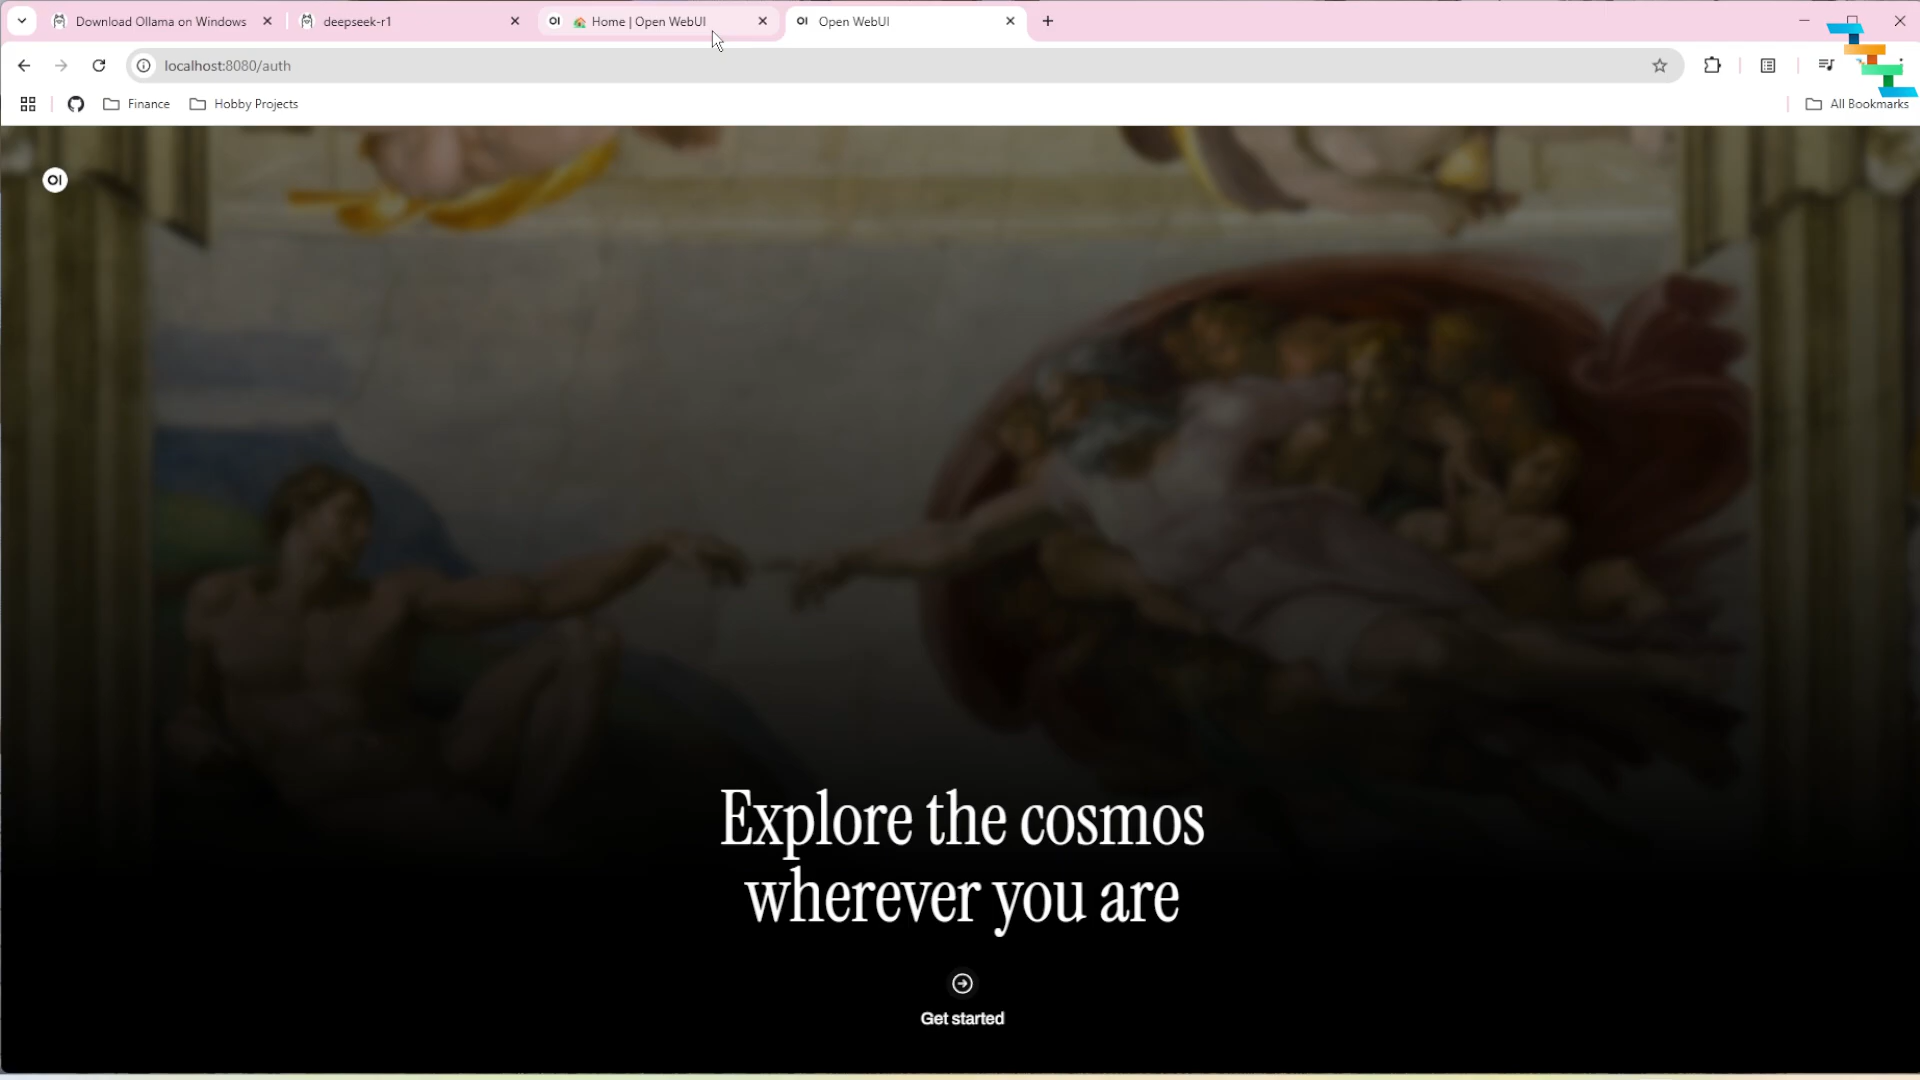 Download Ollama on Windows
deepseek-r1
OI Home | Open WebUI
OI Open WebUI
localhost:8080/auth
Finance
Hobby Projects
All Bookmarks
OI
Explore the cosmos
wherever you are
Get started